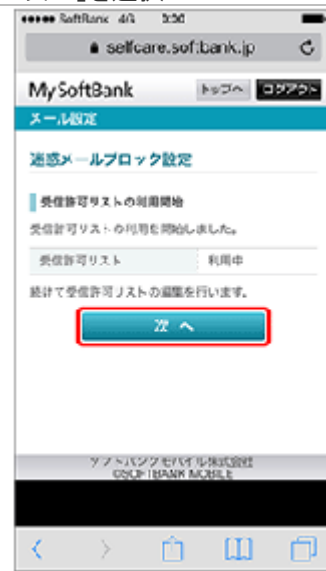 SoftBank 4G
selfcare.softbank.jp
My SoftBank トップへ ログアウト
メール設定
迷惑メールブロック設定
受信許可リストの利用開始
受信許可リストの利用を開始しました。
受信許可リスト 利用中
続けて受信許可リストの編集を行います。
次 へ
ソフトバンクモバイル株式会社
©SOFTBANK MOBILE